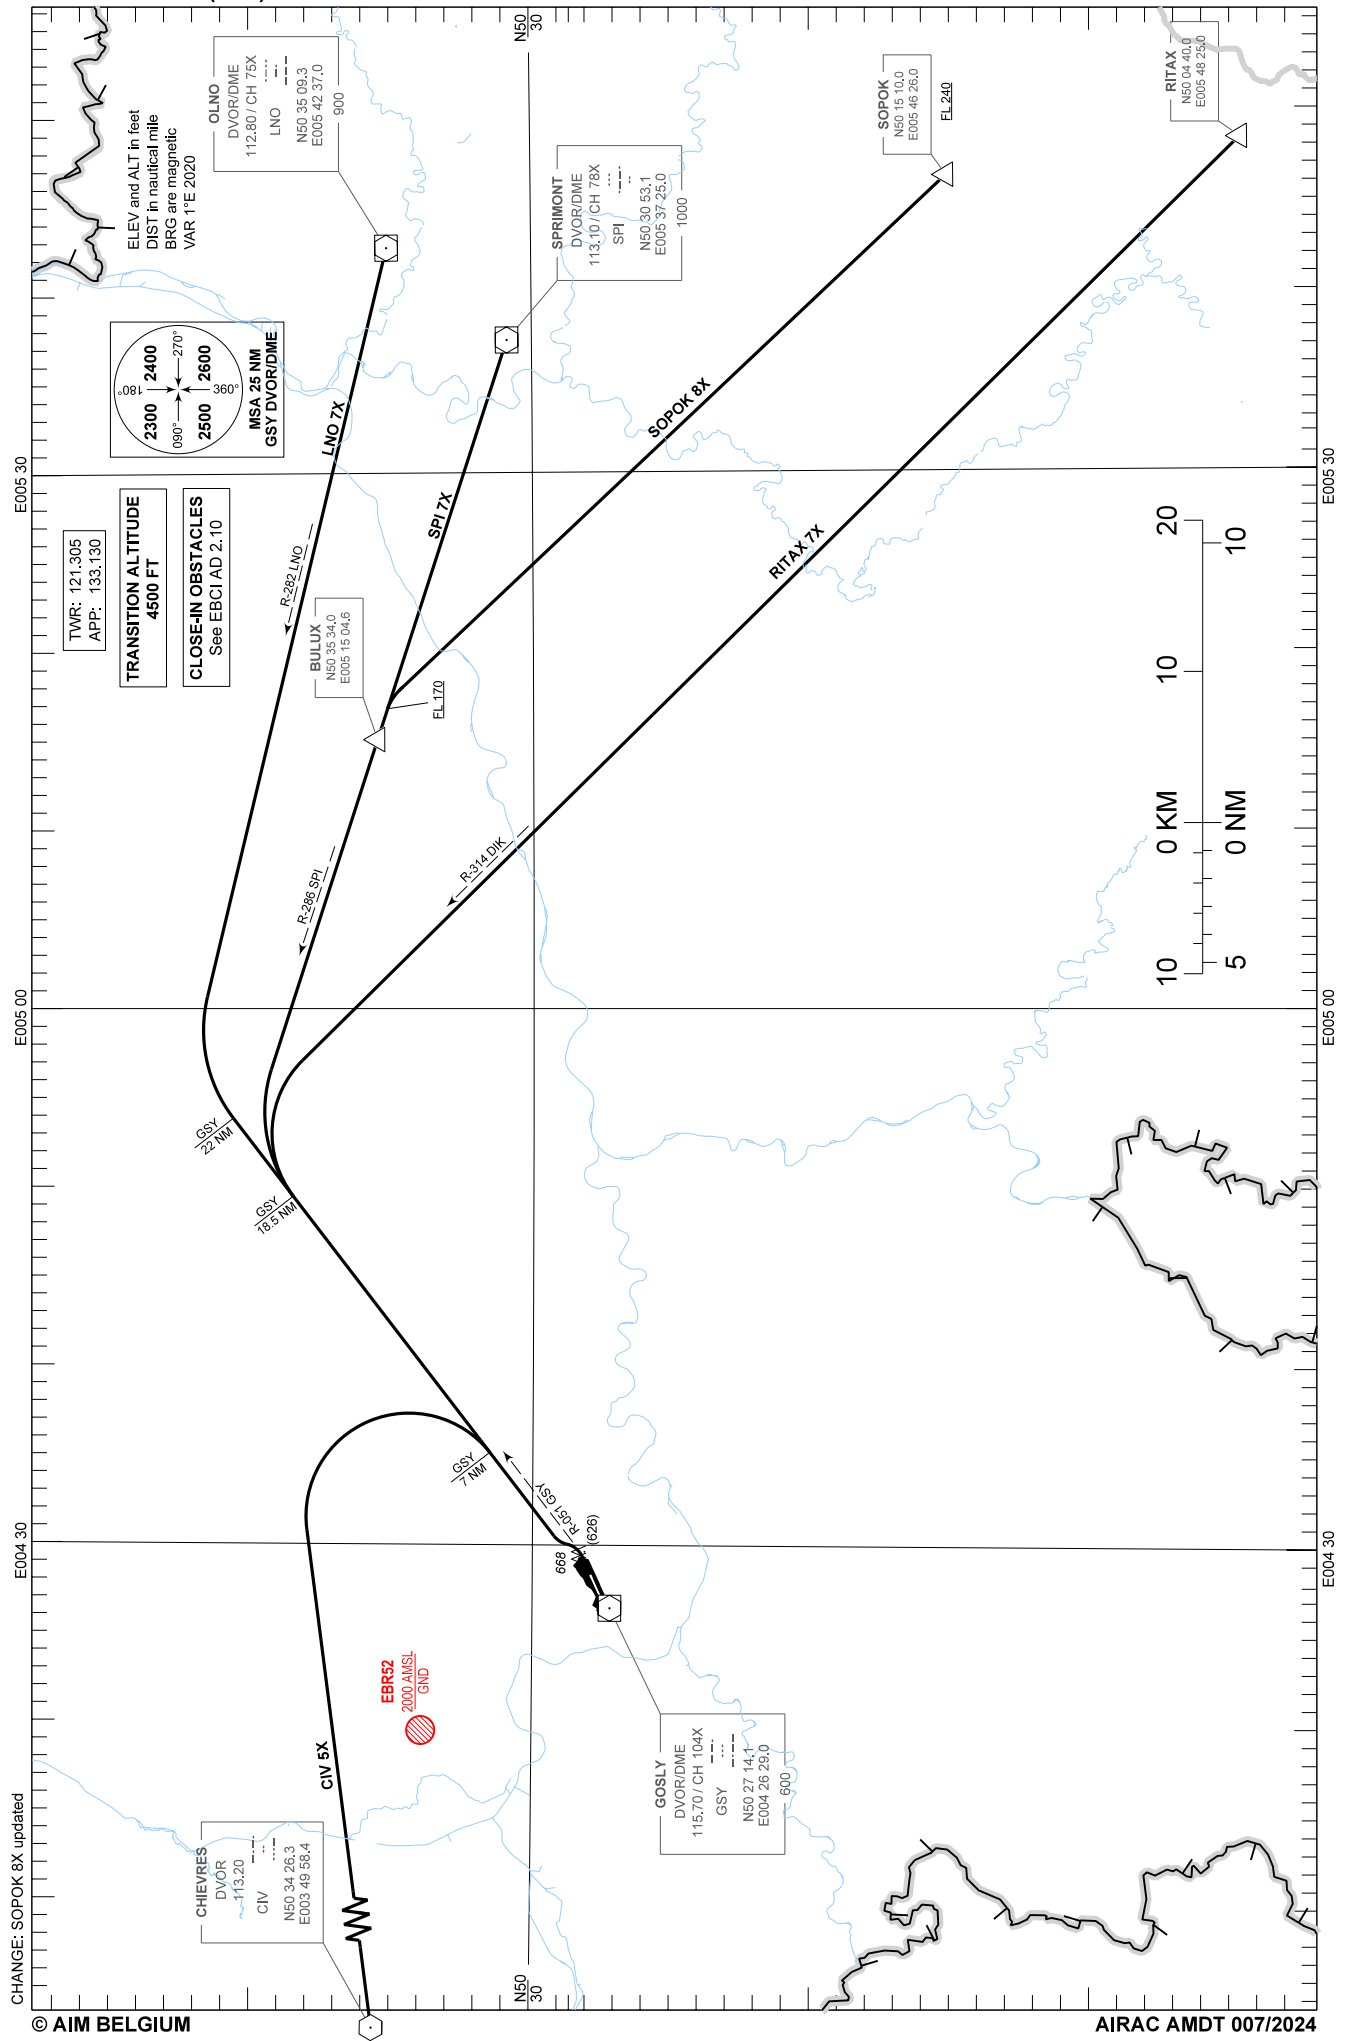 CHANGE: SOPOK 8X updated
© AIM BELGIUM
AIRAC AMDT 007/2024
E004 30
E005 00
E005 30
E004 30
E005 00
E005 30
N50
30
N50
30
CHIEVRES
DVOR
113.20
CIV
N50 34 26.3
E003 49 58.4
CIV 5X
EBR52
2000 AMSL
GND
GOSLY
DVOR/DME
115.70 / CH 104X
GSY
N50 27 14.1
E004 26 29.0
600
668
(626)
R-051 GSY
GSY
7 NM
GSY
18.5 NM
GSY
22 NM
R-286 SPI
R-314 DIK
R-282 LNO
BULUX
N50 35 34.0
E005 15 04.6
FL 170
TWR: 121.305
APP: 133.130
TRANSITION ALTITUDE
4500 FT
CLOSE-IN OBSTACLES
See EBCI AD 2.10
LNO 7X
SPI 7X
SOPOK 8X
RITAX 7X
180°
2300
2400
090°
270°
2500
2600
360°
MSA 25 NM
GSY DVOR/DME
ELEV and ALT in feet
DIST in nautical mile
BRG are magnetic
VAR 1°E 2020
OLNO
DVOR/DME
112.80 / CH 75X
LNO
N50 35 09.3
E005 42 37.0
900
SPRIMONT
DVOR/DME
113.10 / CH 78X
SPI
N50 30 53.1
E005 37 25.0
1000
SOPOK
N50 15 10.0
E005 46 26.0
FL 240
RITAX
N50 04 40.0
E005 48 25.0
10
0 KM
10
20
5
0 NM
10